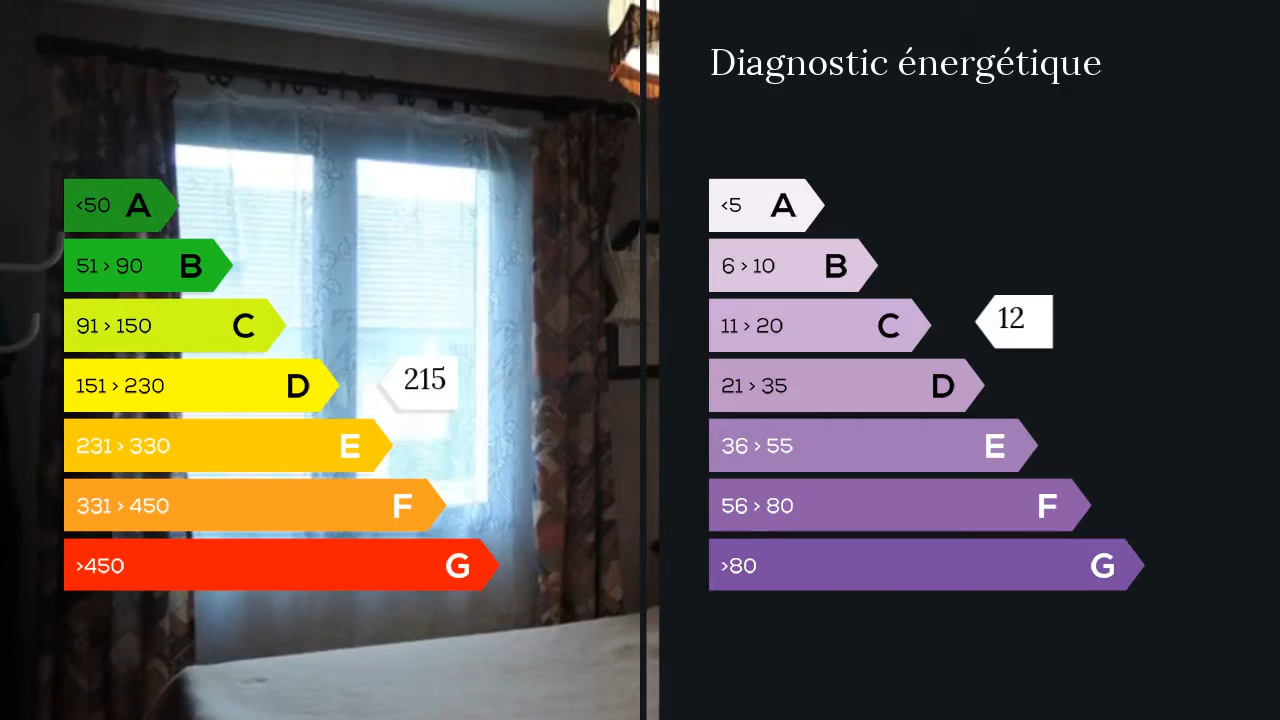 Diagnostic énergétique
<50 A
51 > 90 B
91 > 150 C
151 > 230 D
215
231 > 330 E
331 > 450 F
>450 G
<5 A
6 > 10 B
11 > 20 C
12
21 > 35 D
36 > 55 E
56 > 80 F
>80 G